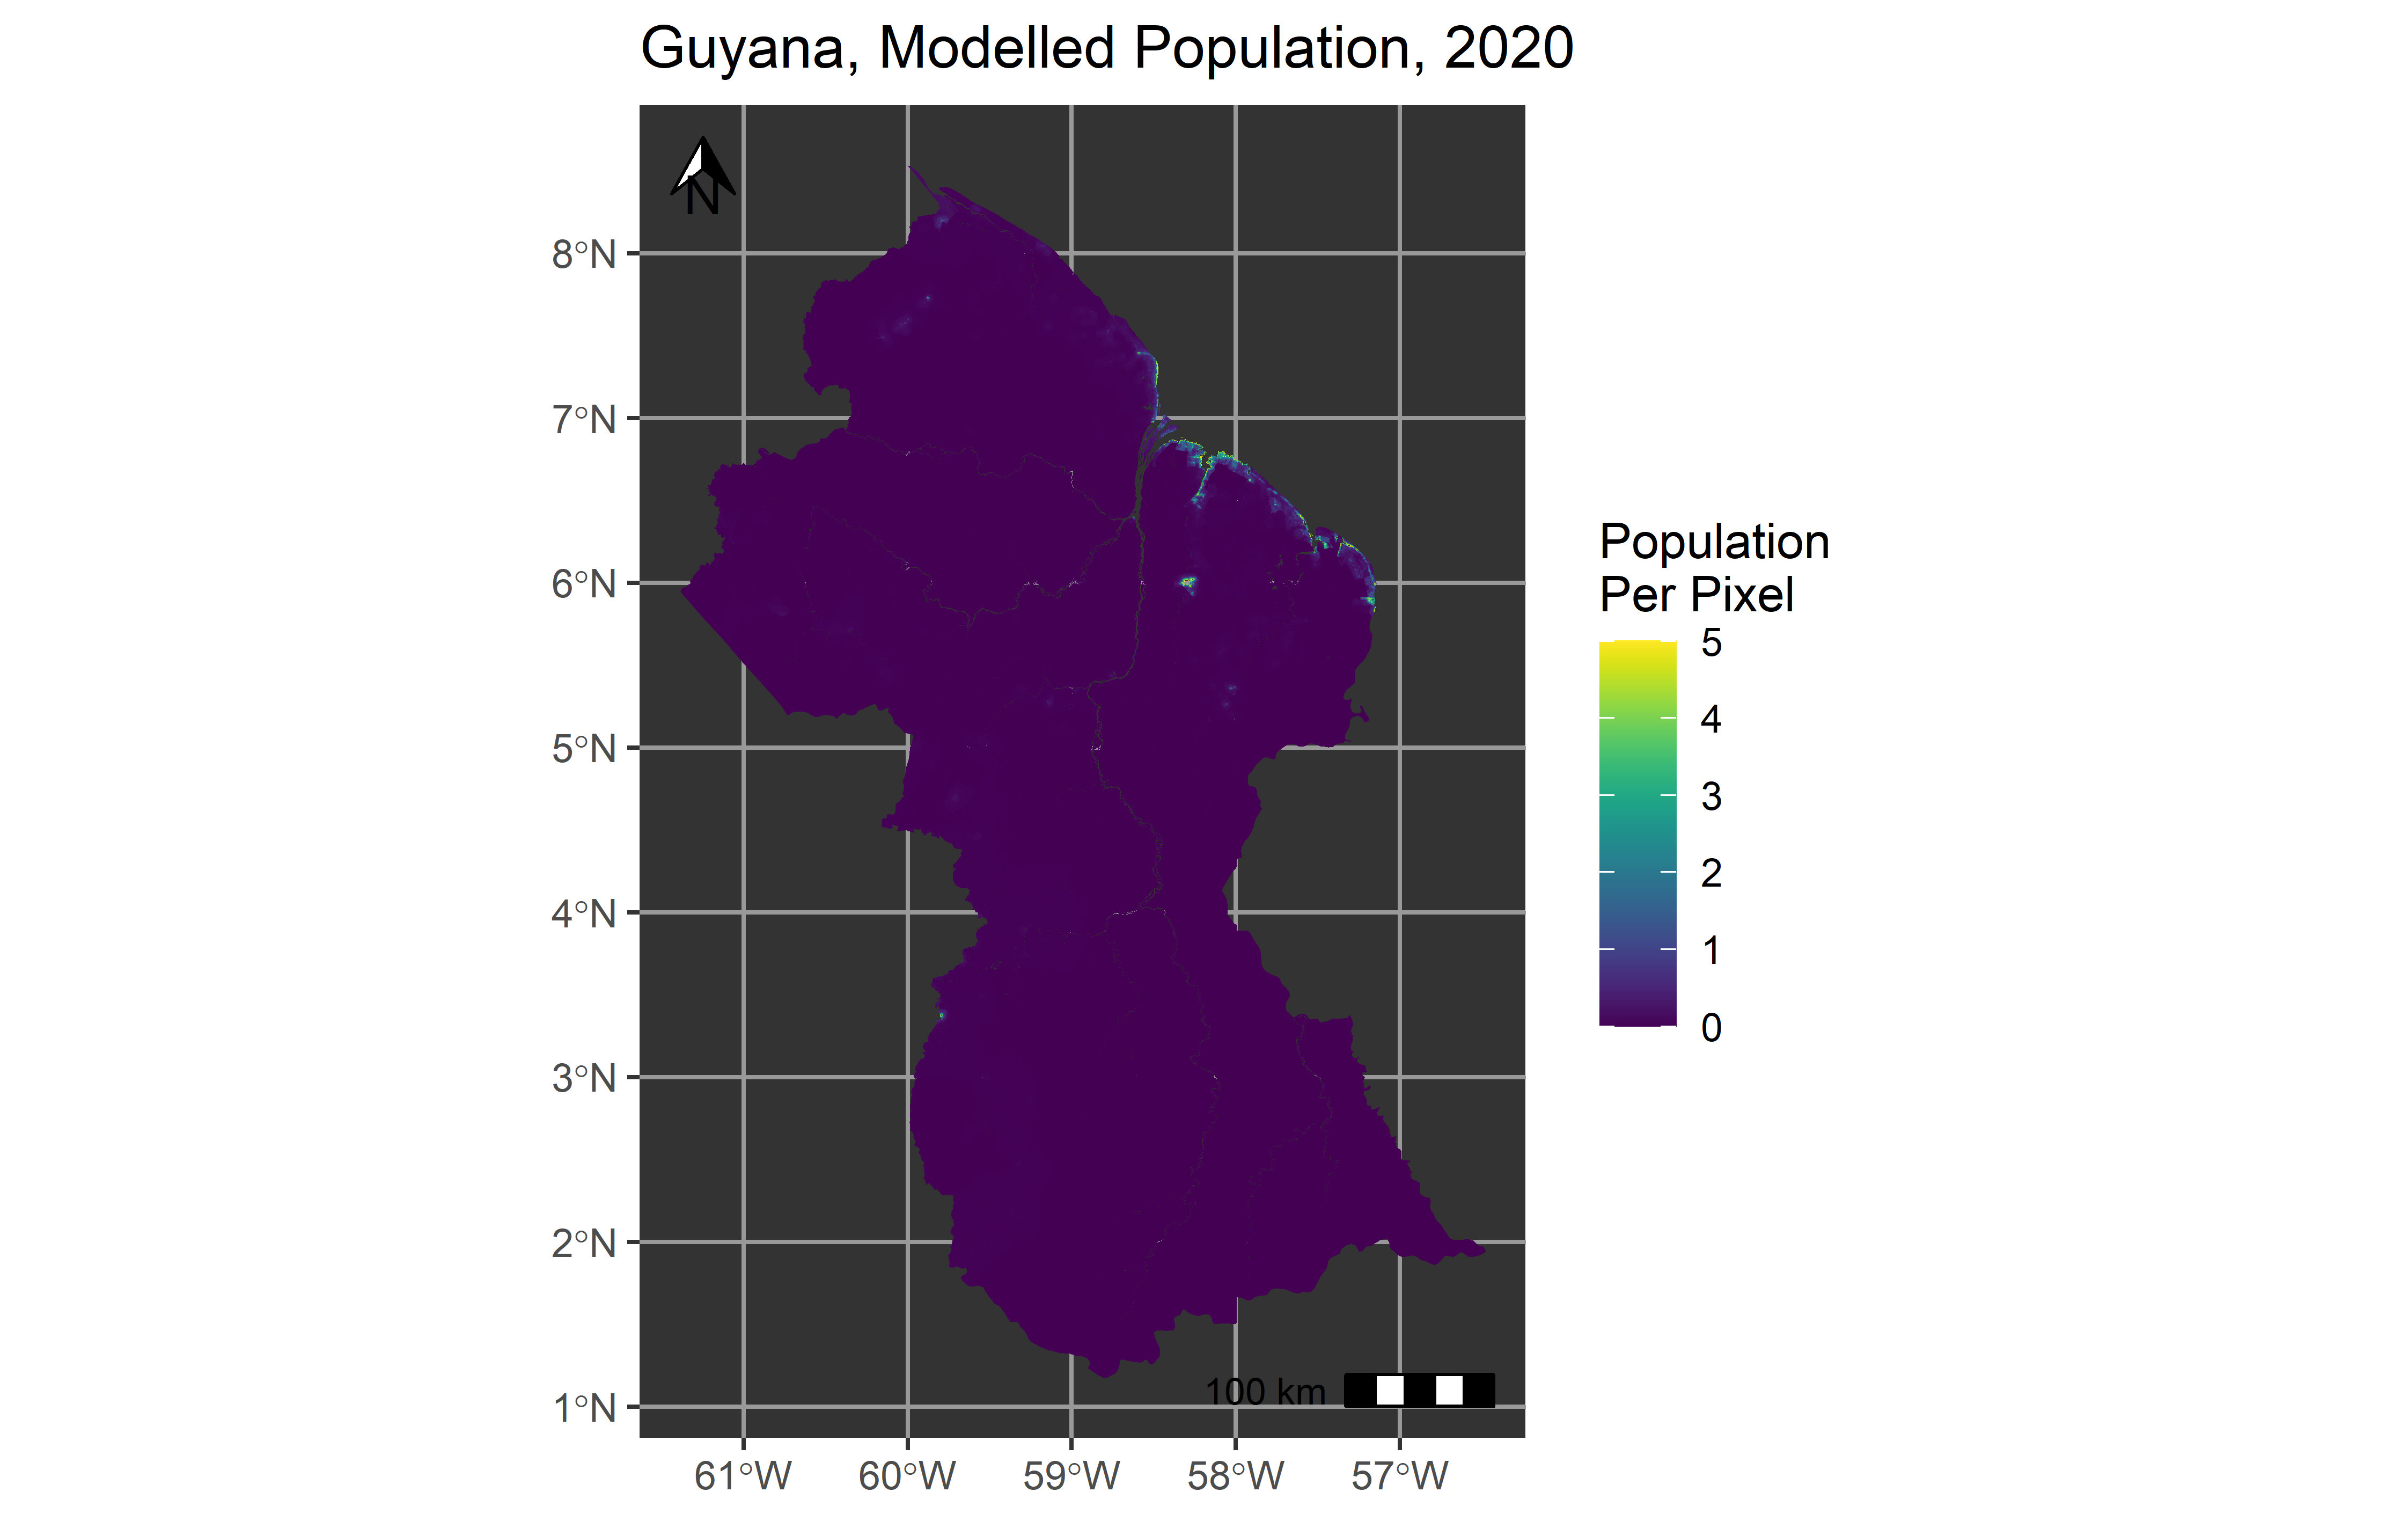 Guyana, Modelled Population, 2020
N
8°N
7°N
6°N
5°N
4°N
3°N
2°N
1°N
61°W
60°W
59°W
58°W
57°W
100 km
Population
Per Pixel
5
4
3
2
1
0